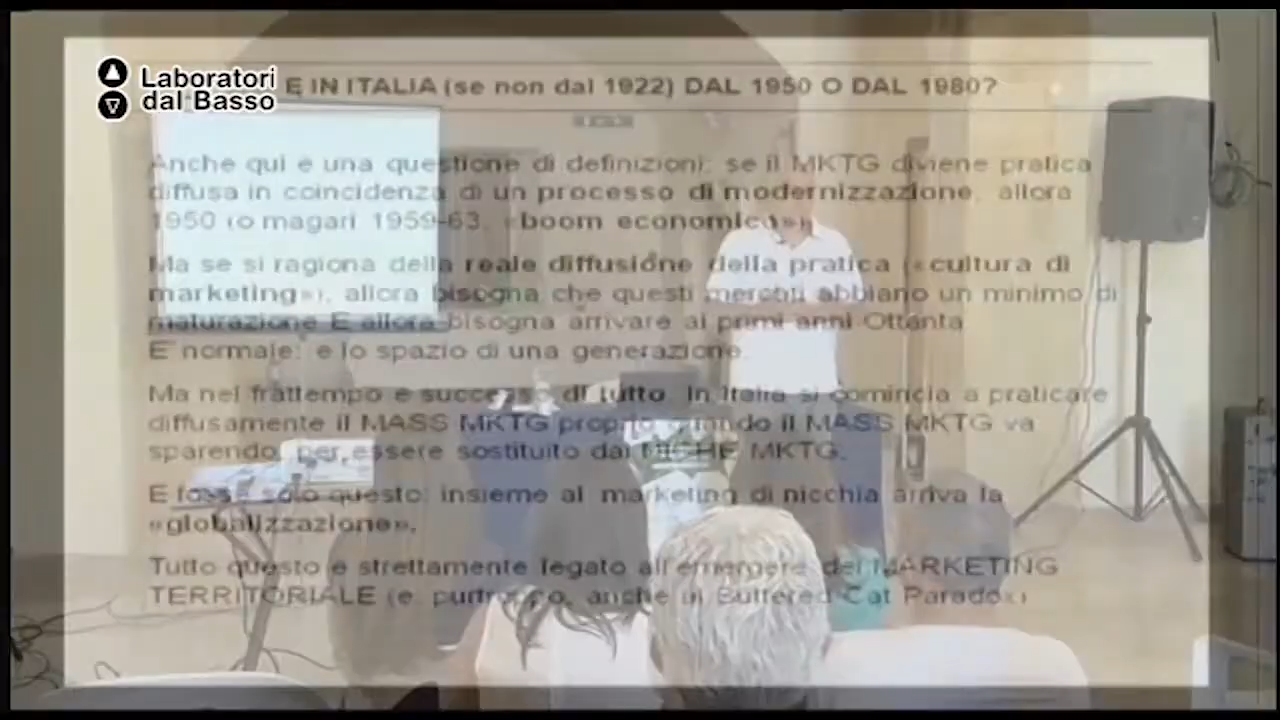 Laboratori
dal Basso
E IN ITALIA (se non dal 1922) DAL 1950 O DAL 1980?
Anche qui è una questione di definizioni: se il MKTG diviene pratica
diffusa in coincidenza di un processo di modernizzazione, allora
1950 (o magari 1959-63, «boom economico»)
Ma se si ragiona della reale diffusione della pratica («cultura di
marketing»), allora bisogna che questi mercati abbiano un minimo di
maturazione E allora bisogna arrivare ai primi anni Ottanta
E' normale: è lo spazio di una generazione.
Ma nel frattempo è successo di tutto. In Italia si comincia a praticare
diffusamente il MASS MKTG proprio quando il MASS MKTG va
sparendo, per essere sostituito dal NICHE MKTG.
E fosse solo questo: insieme al marketing di nicchia arriva la
«globalizzazione».
Tutto questo è strettamente legato all'emergere del MARKETING
TERRITORIALE (e, purtroppo, anche di Buttered Cat Paradox)